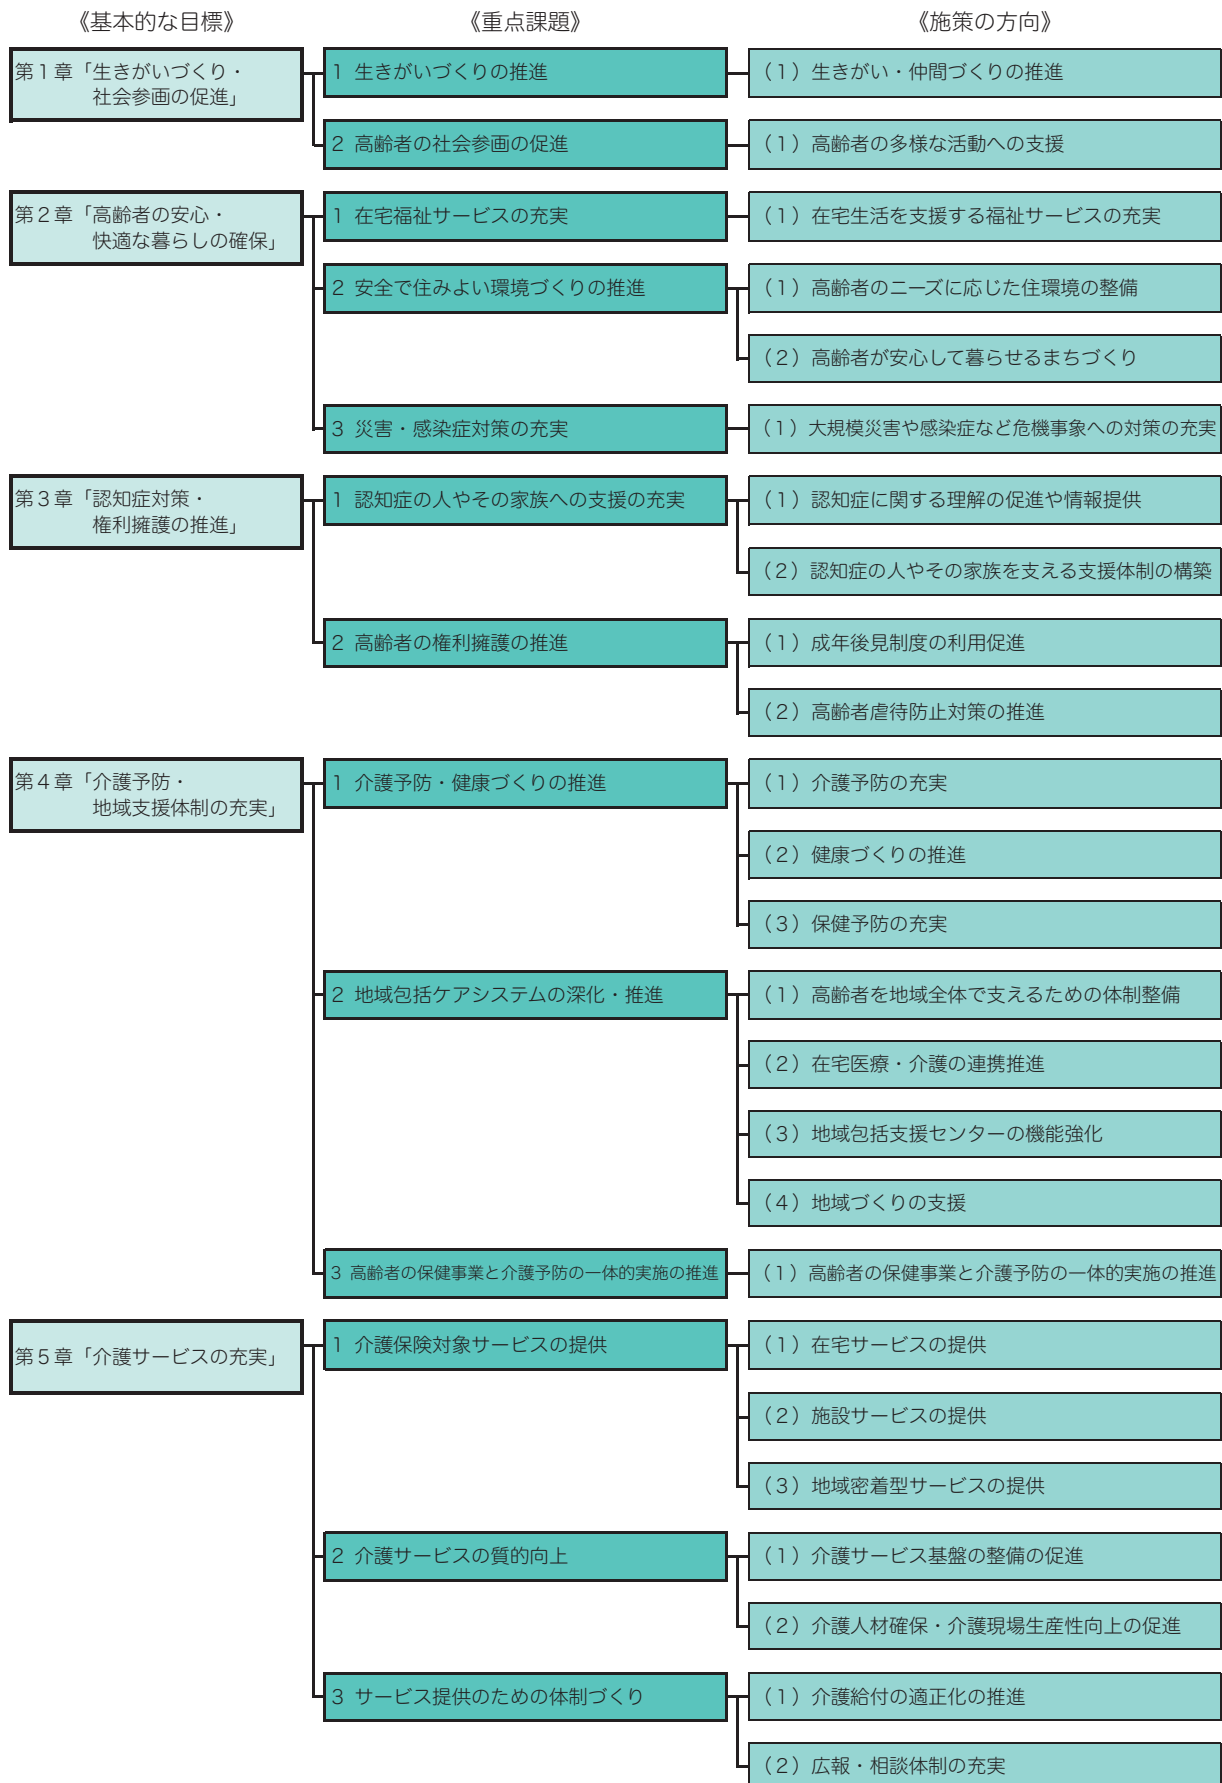 《基本的な目標》
《重点課題》
《施策の方向》
第1章「生きがいづくり・
社会参画の促進」
1 生きがいづくりの推進
（1）生きがい・仲間づくりの推進
2 高齢者の社会参画の促進
（1）高齢者の多様な活動への支援
第2章「高齢者の安心・
快適な暮らしの確保」
1 在宅福祉サービスの充実
（1）在宅生活を支援する福祉サービスの充実
2 安全で住みよい環境づくりの推進
（1）高齢者のニーズに応じた住環境の整備
（2）高齢者が安心して暮らせるまちづくり
3 災害・感染症対策の充実
（1）大規模災害や感染症など危機事象への対策の充実
第3章「認知症対策・
権利擁護の推進」
1 認知症の人やその家族への支援の充実
（1）認知症に関する理解の促進や情報提供
（2）認知症の人やその家族を支える支援体制の構築
2 高齢者の権利擁護の推進
（1）成年後見制度の利用促進
（2）高齢者虐待防止対策の推進
第4章「介護予防・
地域支援体制の充実」
1 介護予防・健康づくりの推進
（1）介護予防の充実
（2）健康づくりの推進
（3）保健予防の充実
2 地域包括ケアシステムの深化・推進
（1）高齢者を地域全体で支えるための体制整備
（2）在宅医療・介護の連携推進
（3）地域包括支援センターの機能強化
（4）地域づくりの支援
3 高齢者の保健事業と介護予防の一体的実施の推進
（1）高齢者の保健事業と介護予防の一体的実施の推進
第5章「介護サービスの充実」
1 介護保険対象サービスの提供
（1）在宅サービスの提供
（2）施設サービスの提供
（3）地域密着型サービスの提供
2 介護サービスの質的向上
（1）介護サービス基盤の整備の促進
（2）介護人材確保・介護現場生産性向上の促進
3 サービス提供のための体制づくり
（1）介護給付の適正化の推進
（2）広報・相談体制の充実